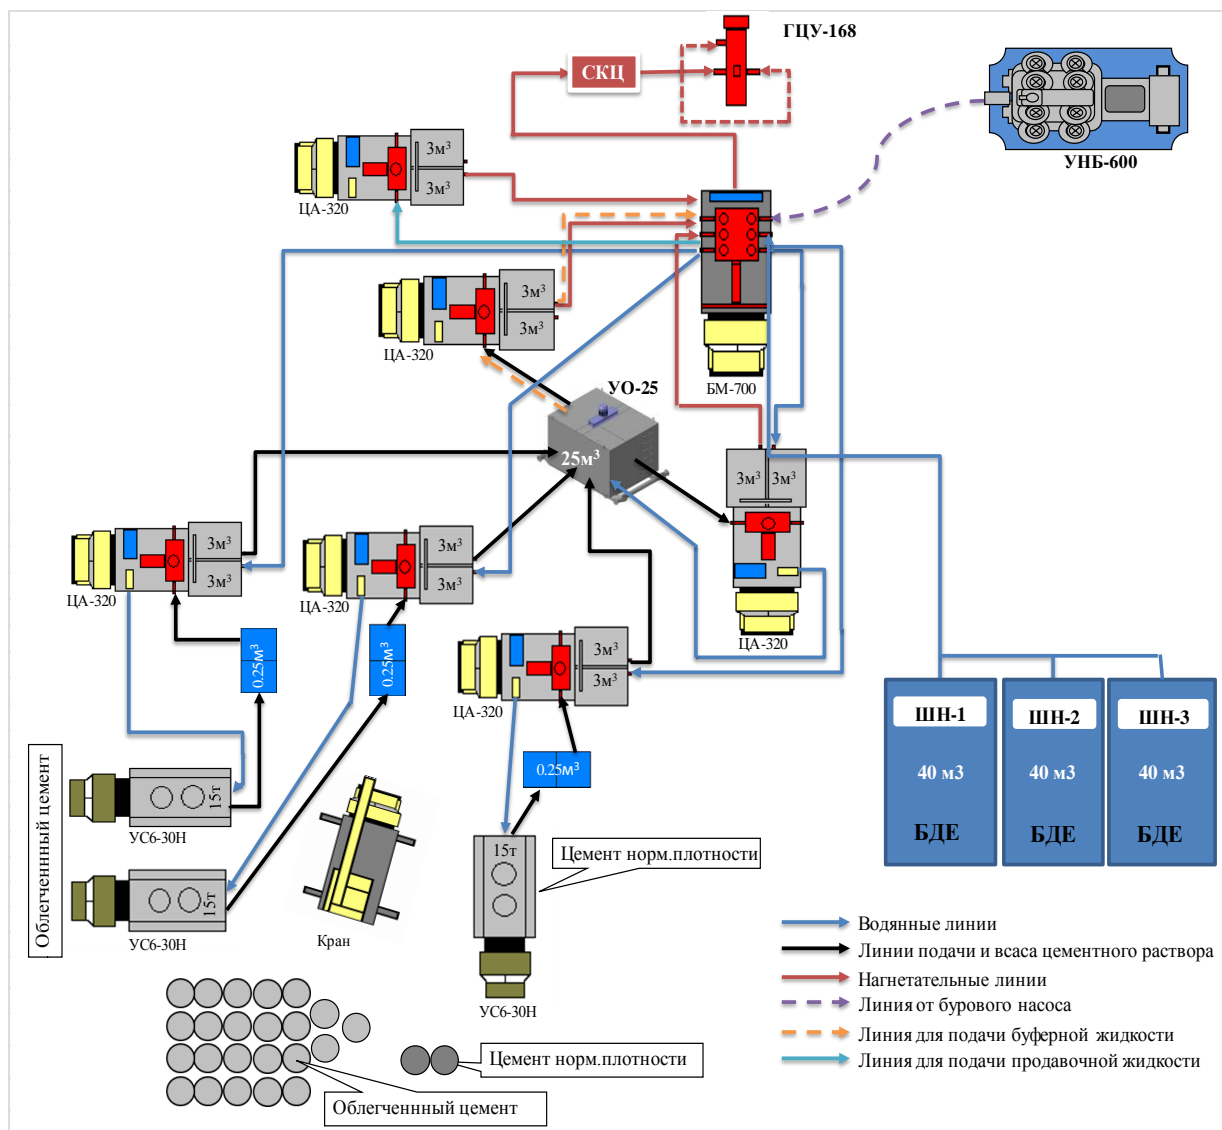 ГЦУ-168
СКЦ
УНБ-600
3м³
3м³
ЦА-320
3м³
3м³
ЦА-320
БМ-700
УО-25
25м³
3м³ 3м³
ЦА-320
3м³
3м³
ЦА-320
3м³
3м³
ЦА-320
3м³
3м³
ЦА-320
0.25м³
0.25м³
0.25м³
ШН-1
ШН-2
ШН-3
40 м3
40 м3
40 м3
БДЕ
БДЕ
БДЕ
Облегченнный цемент
15т
УС6-30Н
15т
УС6-30Н
Кран
15т
УС6-30Н
Цемент норм.плотности
Водянные линии
Линии подачи и всаса цементного раствора
Нагнетательные линии
Линия от бурового насоса
Линия для подачи буферной жидкости
Линия для подачи продавочной жидкости
Цемент норм.плотности
Облегченнный цемент